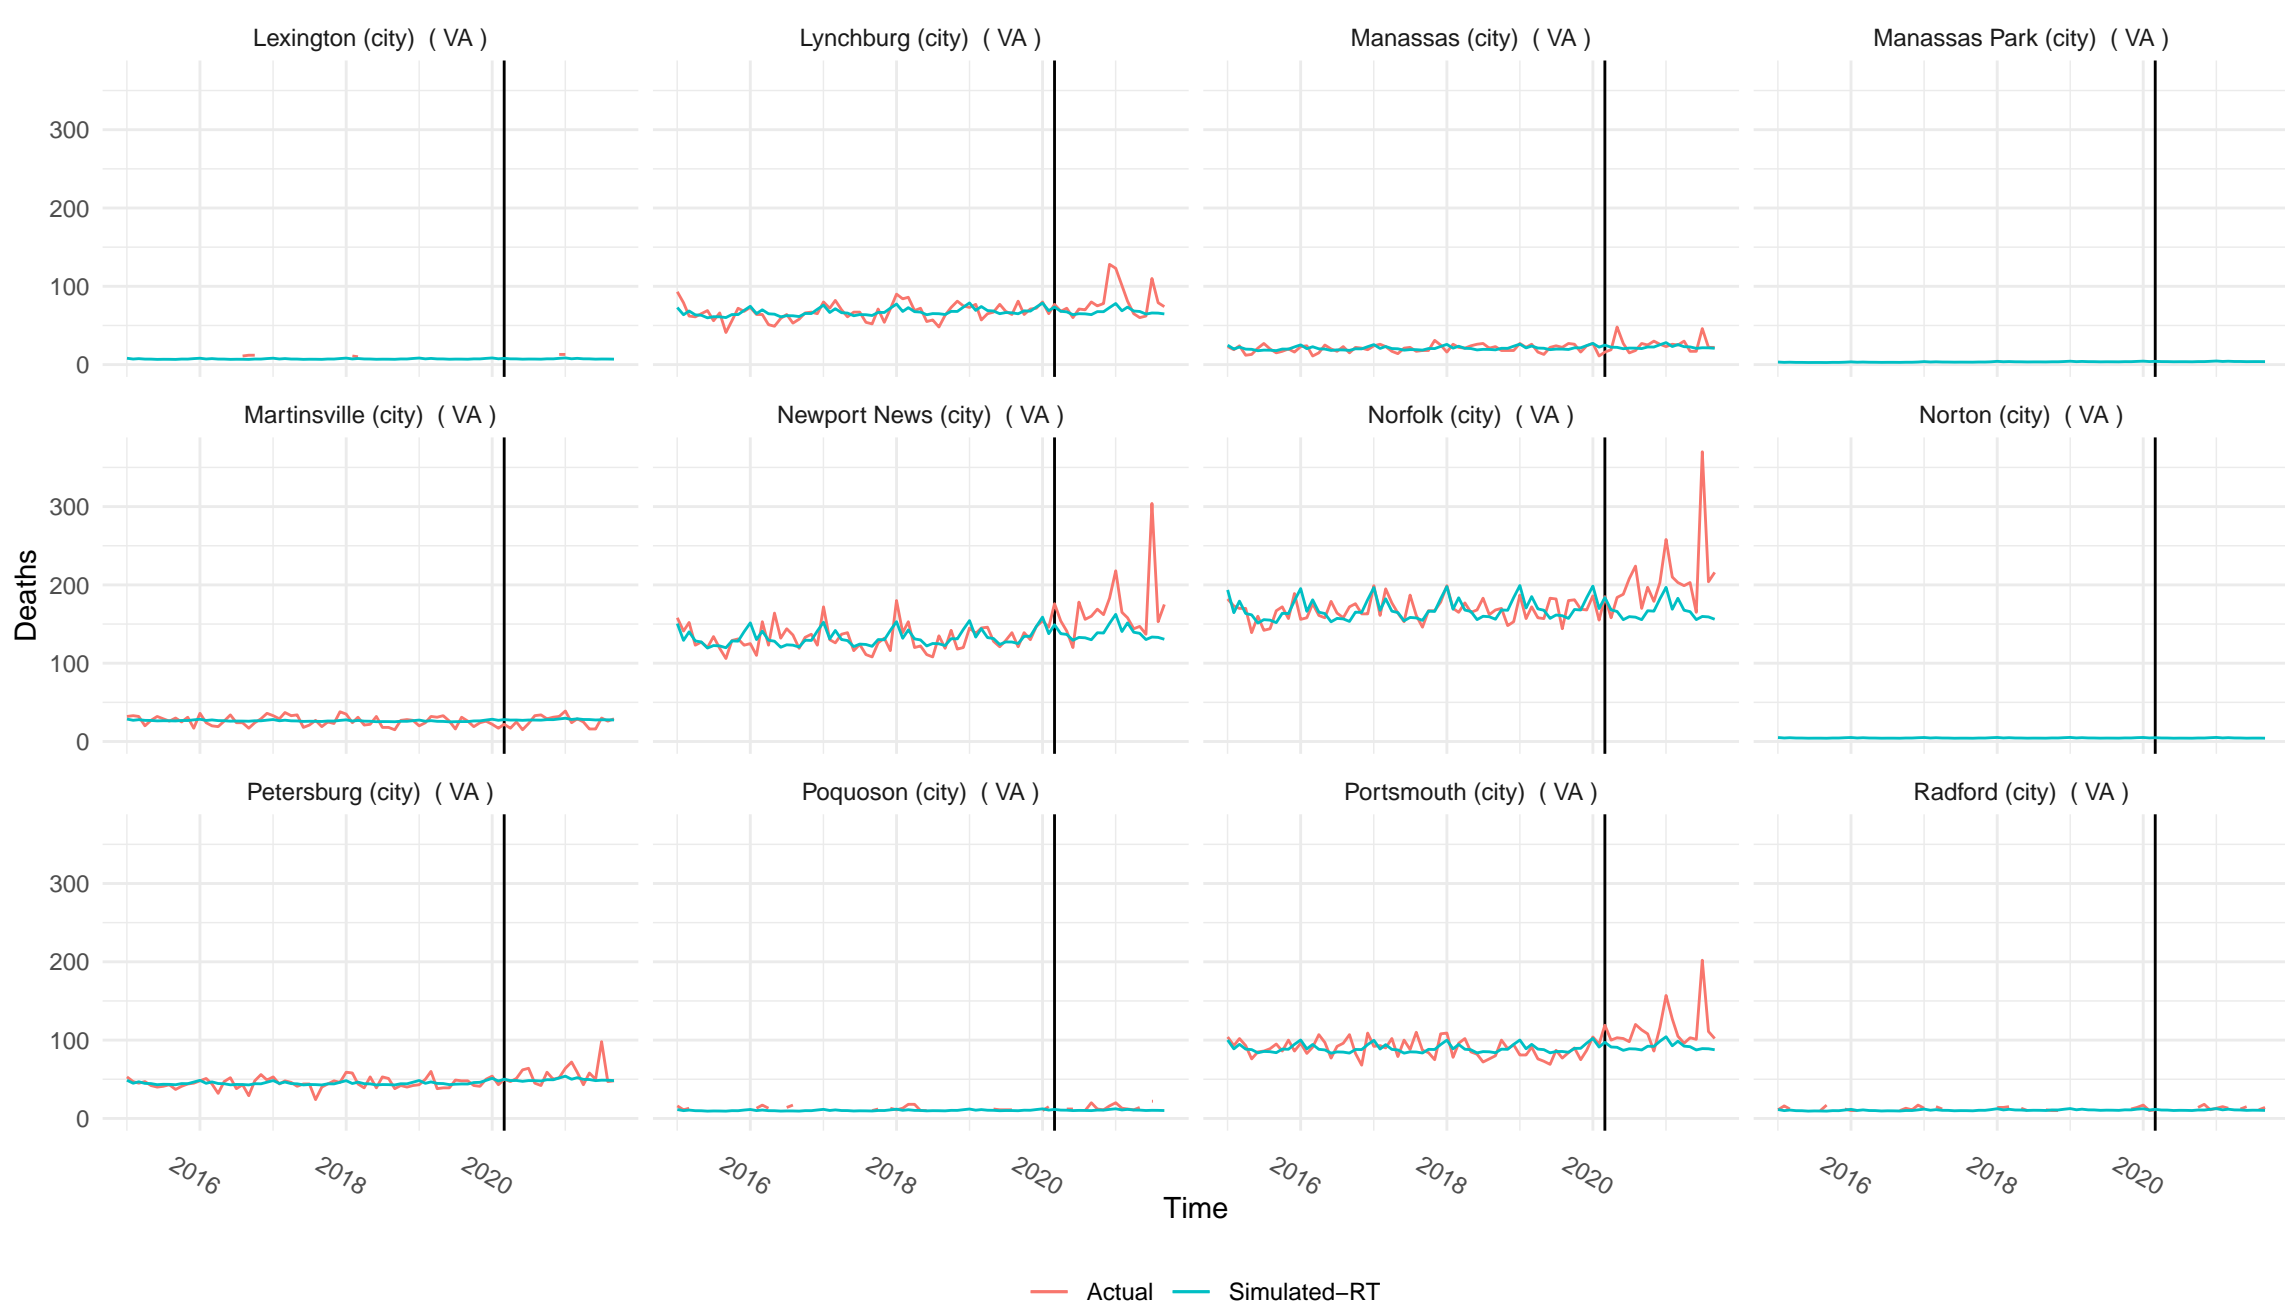 Lexington (city)  ( VA )
Lynchburg (city)  ( VA )
Manassas (city)  ( VA )
Manassas Park (city)  ( VA )
300
200
100
0
Martinsville (city)  ( VA )
Newport News (city)  ( VA )
Norfolk (city)  ( VA )
Norton (city)  ( VA )
300
200
100
0
Deaths
Petersburg (city)  ( VA )
Poquoson (city)  ( VA )
Portsmouth (city)  ( VA )
Radford (city)  ( VA )
300
200
100
0
2016 2018 2020
2016 2018 2020
2016 2018 2020
2016 2018 2020
Time
Actual
Simulated−RT